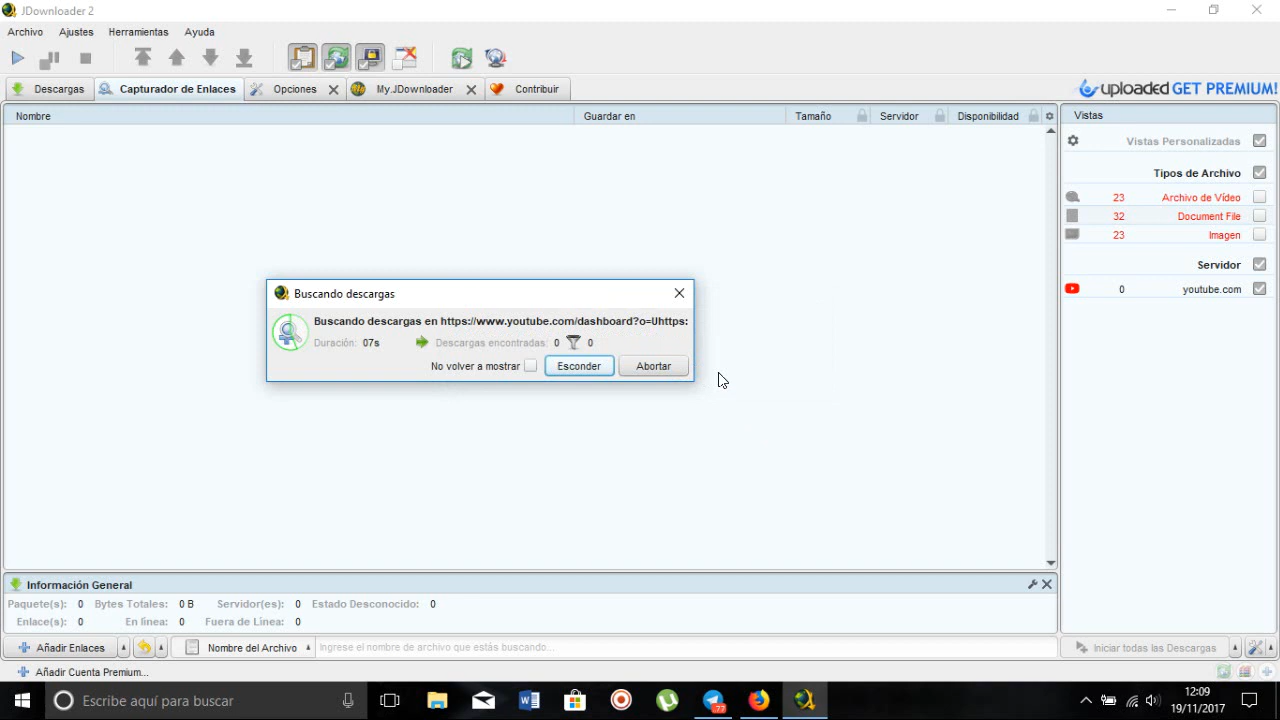 JDownloader 2
Archivo Ajustes Herramientas Ayuda
Descargas Capturador de Enlaces Opciones My.JDownloader Contribuir
uploaded GET PREMIUM!
Nombre Guardar en Tamaño Servidor Disponibilidad
Vistas
Vistas Personalizadas
Tipos de Archivo
23 Archivo de Vídeo
32 Document File
23 Imagen
Servidor
0 youtube.com
Buscando descargas
Buscando descargas en https://www.youtube.com/dashboard?o=Uhttps:
Duración: 07s Descargas encontradas: 0 0
No volver a mostrar Esconder Abortar
Información General
Paquete(s): 0 Bytes Totales: 0 B Servidor(es): 0 Estado Desconocido: 0
Enlace(s): 0 En línea: 0 Fuera de Línea: 0
Añadir Enlaces Nombre del Archivo Ingrese el nombre de archivo que estás buscando... Iniciar todas las Descargas
Añadir Cuenta Premium...
Escribe aquí para buscar
77
12:09
19/11/2017